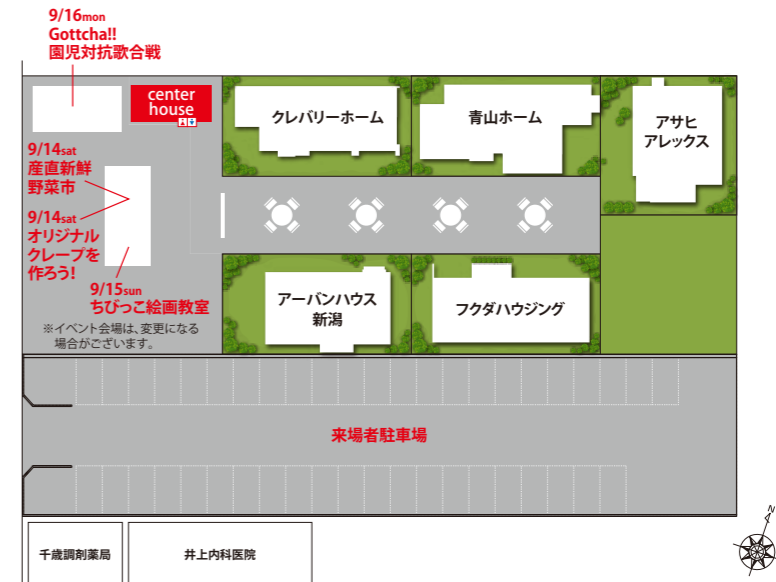 9/16mon
Gottcha!!
園児対抗歌合戦
center
house
クレバリーホーム
青山ホーム
アサヒ
アレックス
9/14sat
産直新鮮
野菜市
9/14sat
オリジナル
クレープを
作ろう!
9/15sun
ちびっこ絵画教室
※イベント会場は、変更になる
場合がございます。
アーバンハウス
新潟
フクダハウジング
来場者駐車場
千歳調剤薬局
井上内科医院
N